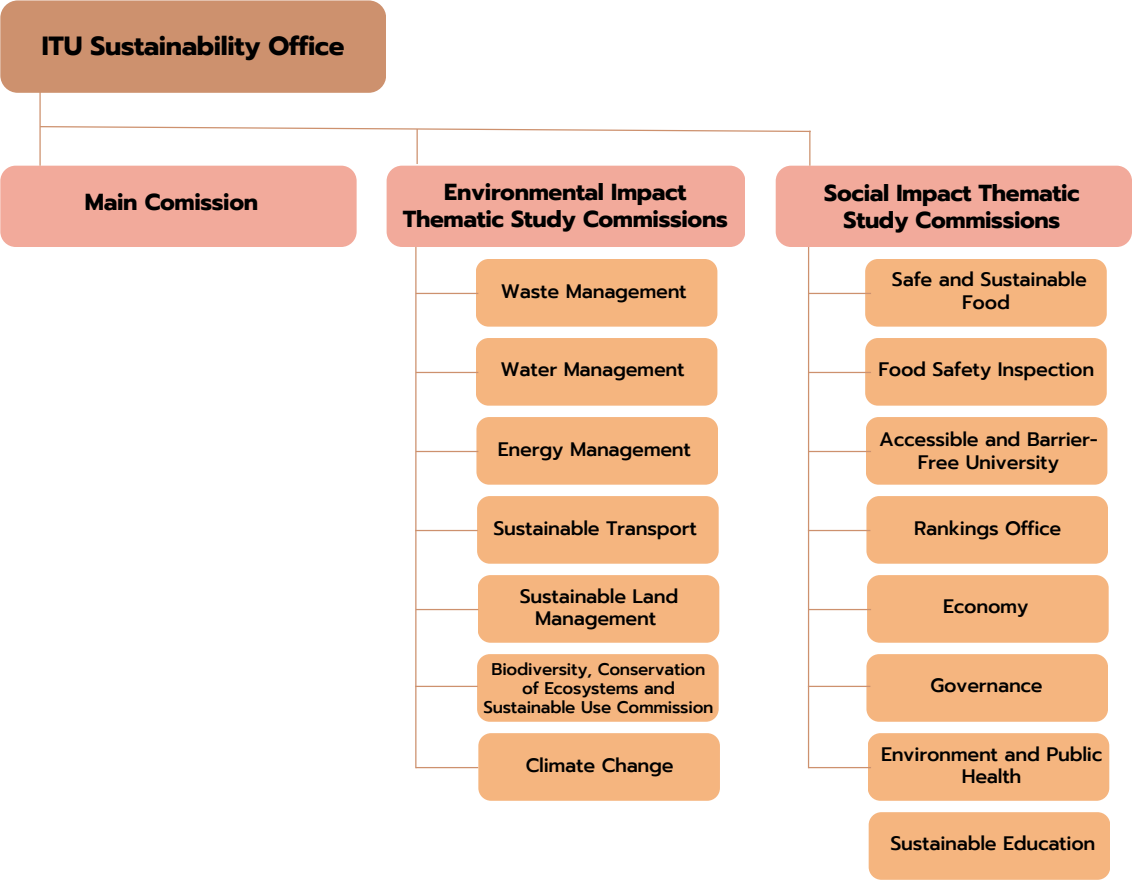 ITU Sustainability Office
Main Comission
Environmental Impact
Thematic Study Commissions
Waste Management
Water Management
Energy Management
Sustainable Transport
Sustainable Land
Management
Biodiversity, Conservation
of Ecosystems and
Sustainable Use Commission
Climate Change
Social Impact Thematic
Study Commissions
Safe and Sustainable
Food
Food Safety Inspection
Accessible and Barrier-
Free University
Rankings Office
Economy
Governance
Environment and Public
Health
Sustainable Education